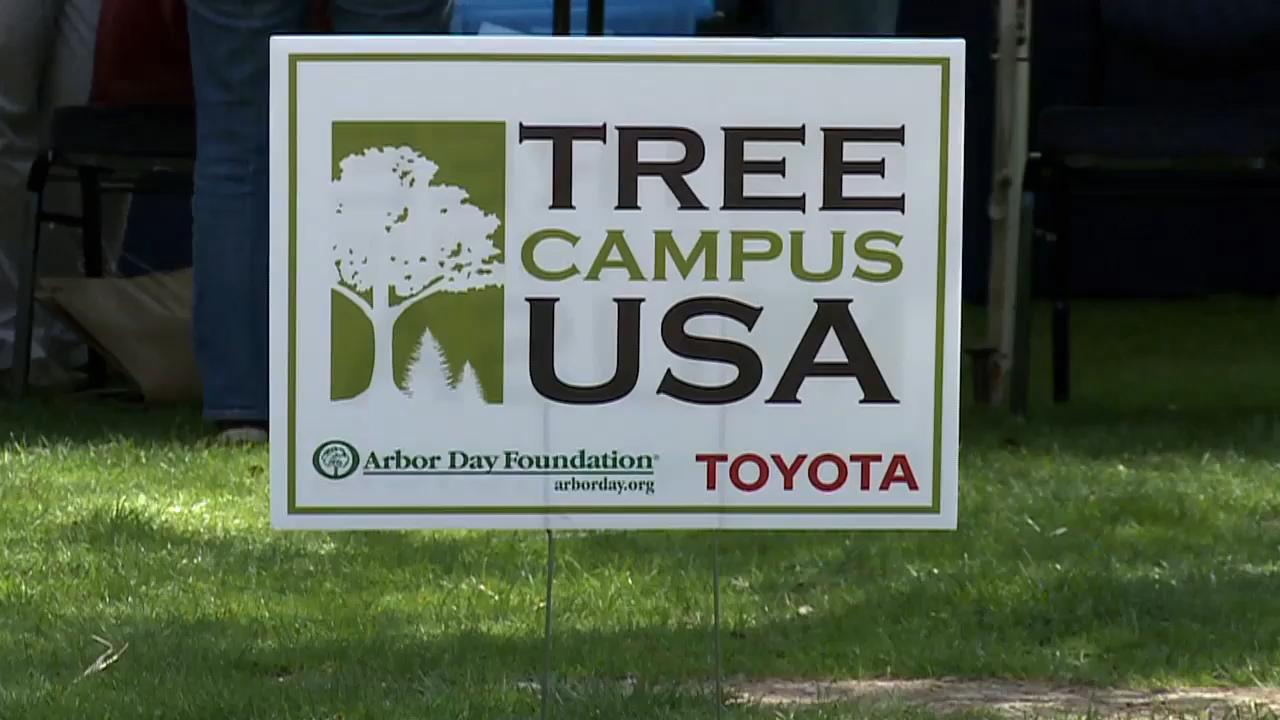 TREE
CAMPUS
USA
Arbor Day Foundation®
arborday.org
TOYOTA